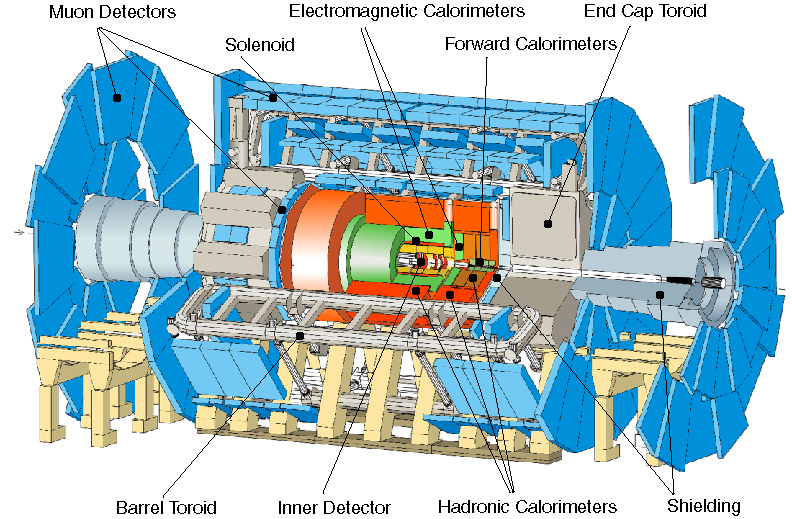 Muon Detectors
Electromagnetic Calorimeters
End Cap Toroid
Solenoid
Forward Calorimeters
Barrel Toroid
Inner Detector
Hadronic Calorimeters
Shielding